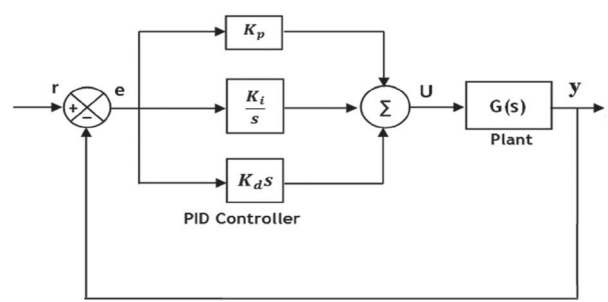 K_p
r
e
+
−
K_i
s
Σ
U
G(s)
y
Plant
K_d s
PID Controller